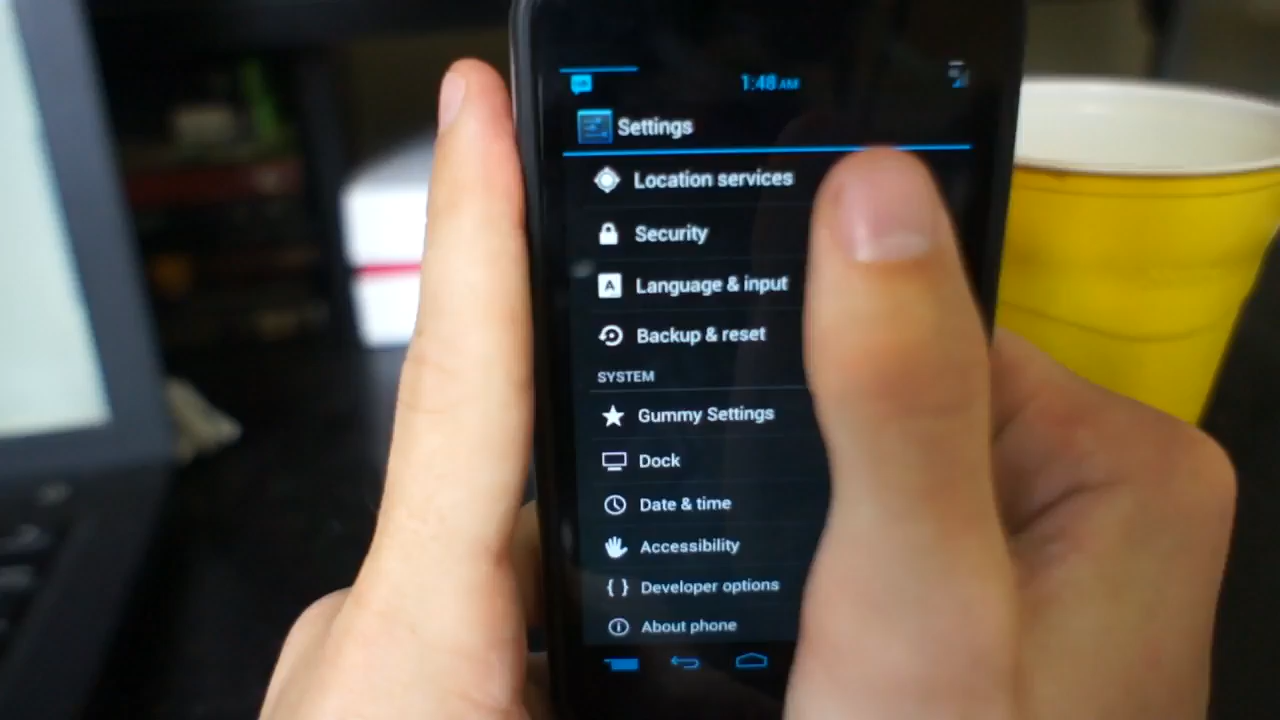 1:48 AM
Settings
Location services
Security
Language & input
Backup & reset
SYSTEM
Gummy Settings
Dock
Date & time
Accessibility
Developer options
About phone